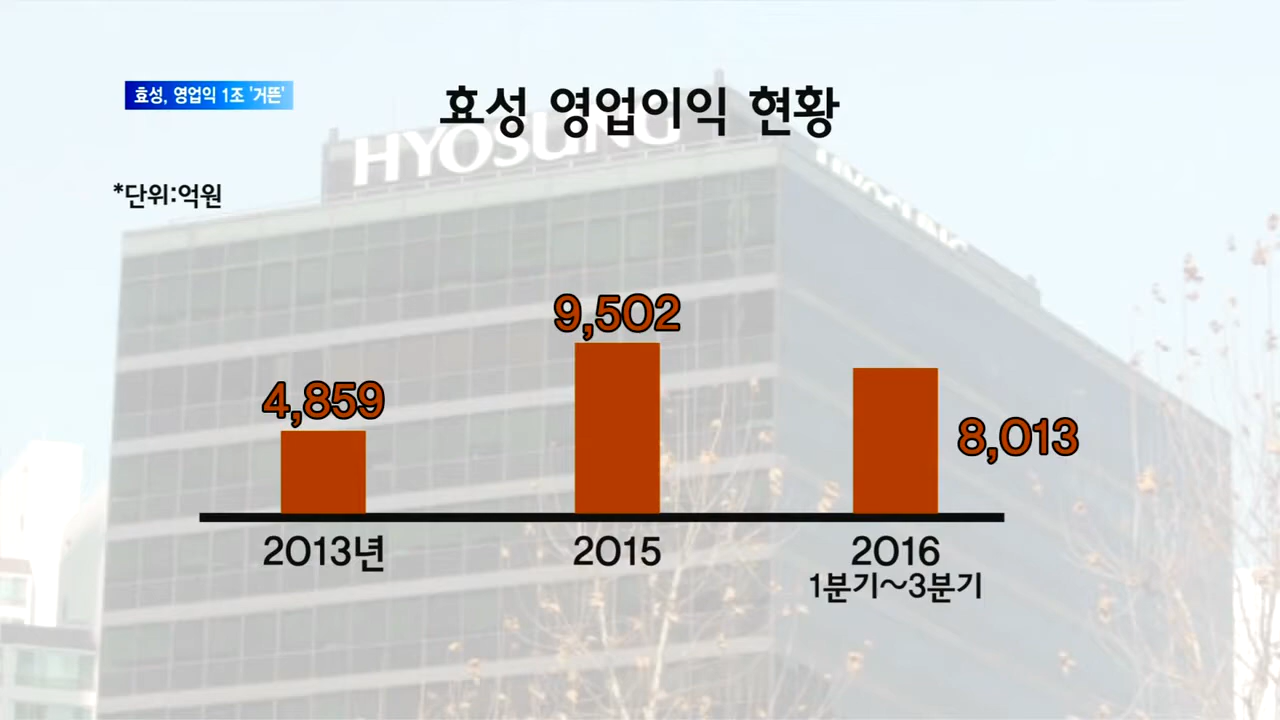 효성, 영업익 1조 '거뜬'
효성 영업이익 현황
HYOSUNG
*단위:억원
9,502
4,859
8,013
2013년
2015
2016
1분기~3분기